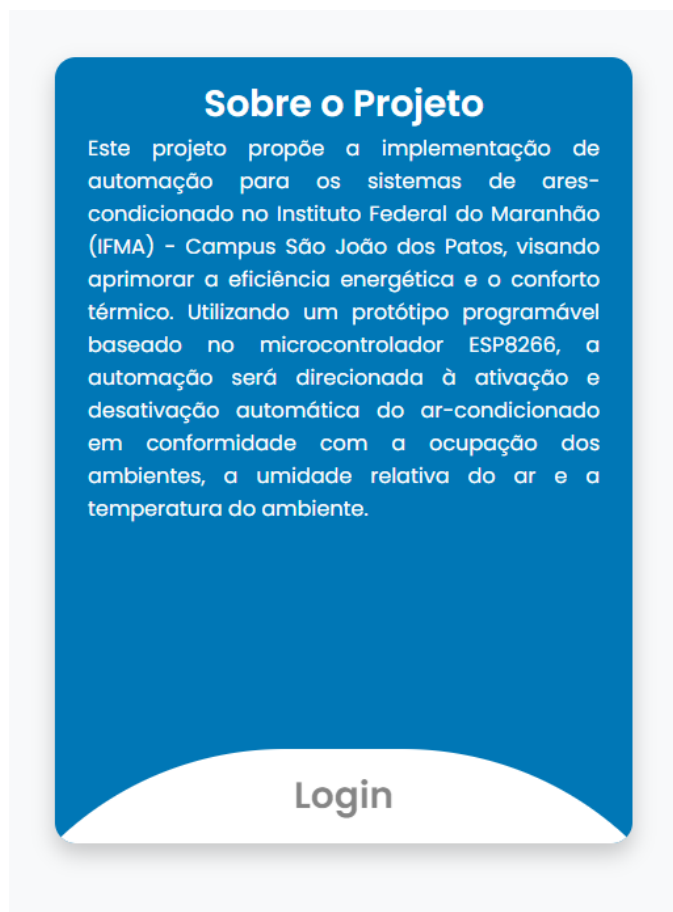 Sobre o Projeto
Este projeto propõe a implementação de
automação para os sistemas de ares-
condicionado no Instituto Federal do Maranhão
(IFMA) - Campus São João dos Patos, visando
aprimorar a eficiência energética e o conforto
térmico. Utilizando um protótipo programável
baseado no microcontrolador ESP8266, a
automação será direcionada à ativação e
desativação automática do ar-condicionado
em conformidade com a ocupação dos
ambientes, a umidade relativa do ar e a
temperatura do ambiente.
Login